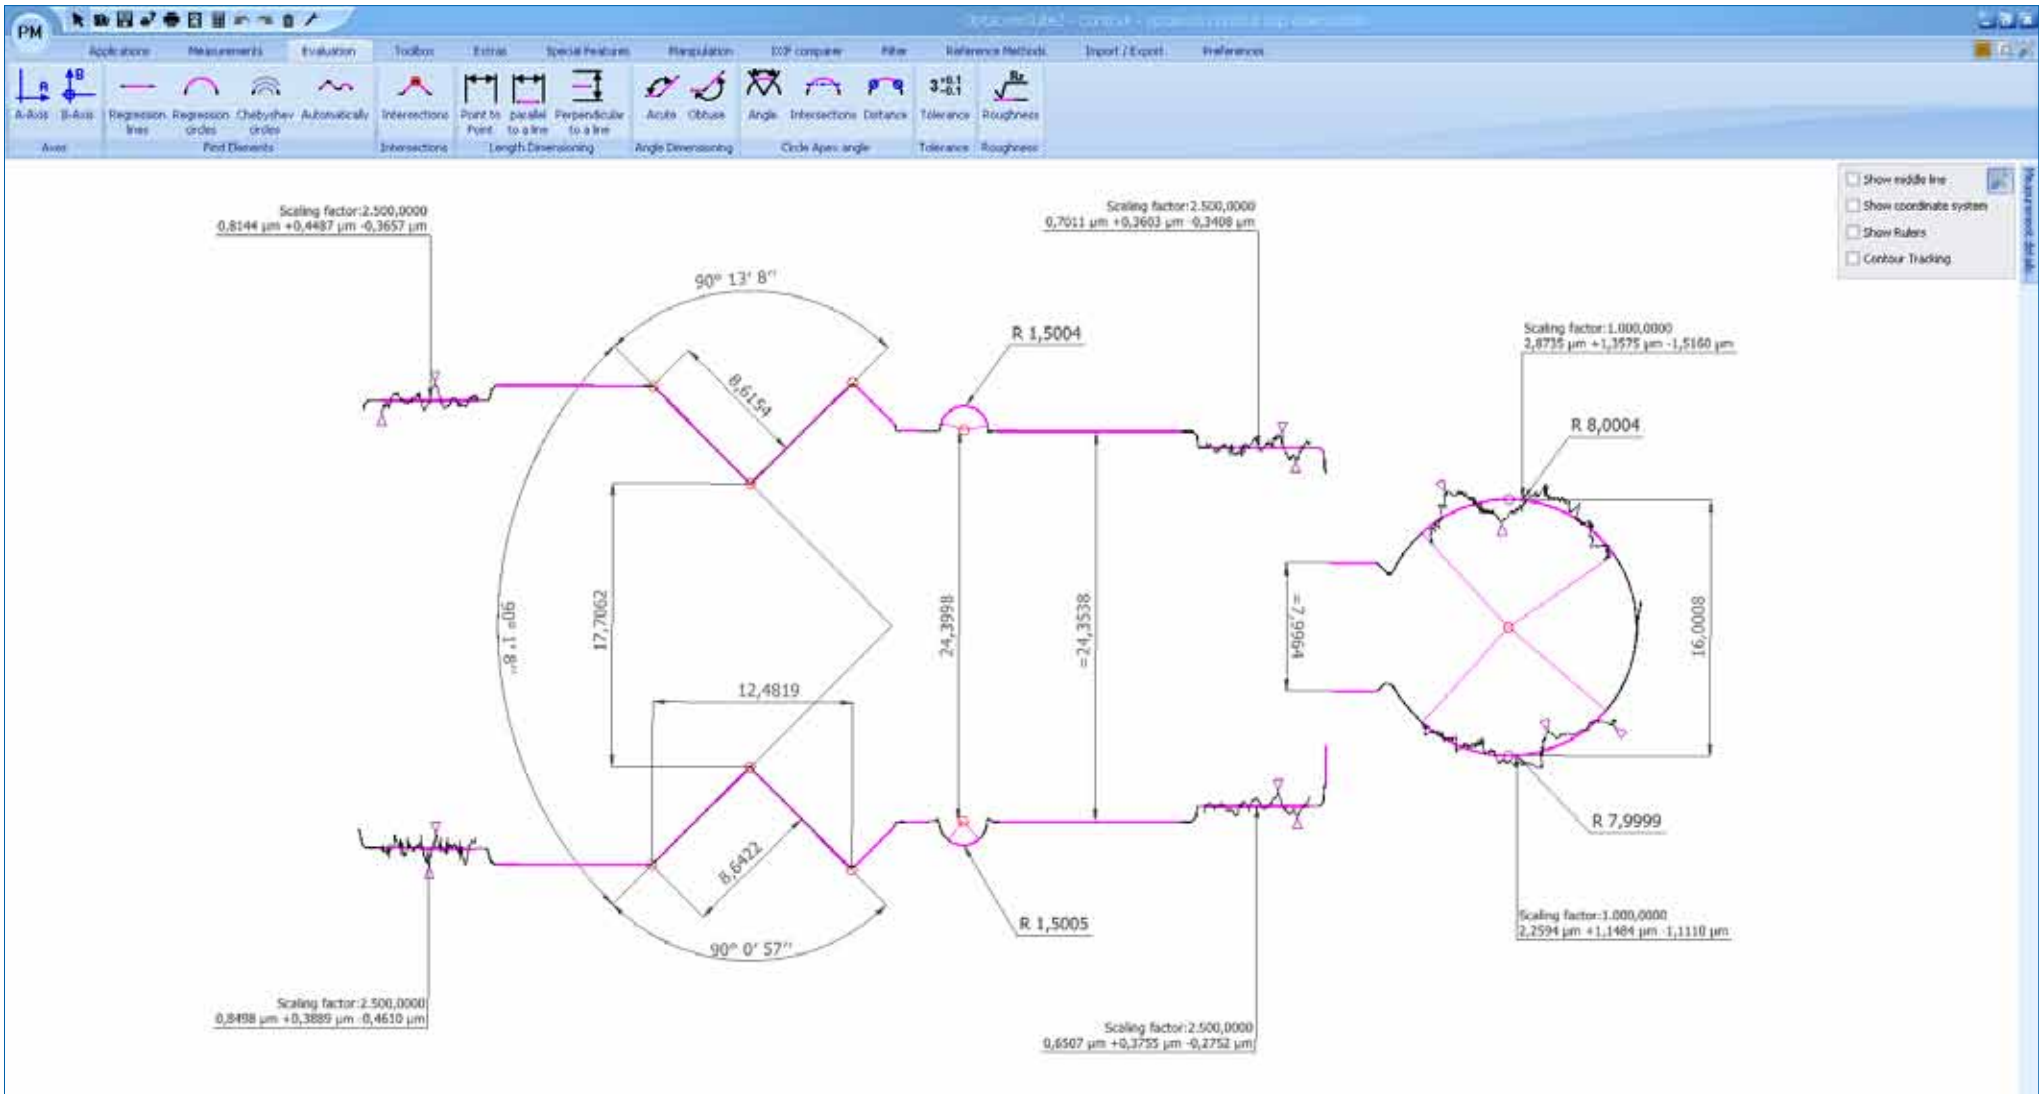 PM
Applications Measurements Evaluation Toolbox Extras Special Features Manipulation DXF comparer Filter Reference Methods Import / Export Preferences
A-Axis B-Axis Regression lines Regression circles Chebyshev circles Automatically Intersections Point to Point parallel to a line Perpendicular to a line Acute Obtuse Angle Intersections Distance Tolerance Roughness
Axes Find Elements Intersections Length Dimensioning Angle Dimensioning Circle Apex angle Tolerance Roughness
Show middle line
Show coordinate system
Show Rulers
Contour Tracking
Scaling factor:2.500,0000
0,8144 µm +0,4487 µm -0,3657 µm
Scaling factor:2.500,0000
0,7011 µm +0,3603 µm -0,3408 µm
90° 13' 8''
R 1,5004
Scaling factor:1.000,0000
2,8735 µm +1,3575 µm -1,5160 µm
8,6154
R 8,0004
90° 1' 8''
17,7062
24,3998
=24,3538
=7,9964
16,0008
12,4819
8,6422
R 7,9999
R 1,5005
90° 0' 57''
Scaling factor:1.000,0000
2,2594 µm +1,1484 µm -1,1110 µm
Scaling factor:2.500,0000
0,8498 µm +0,3889 µm -0,4610 µm
Scaling factor:2.500,0000
0,6507 µm +0,3755 µm -0,2752 µm